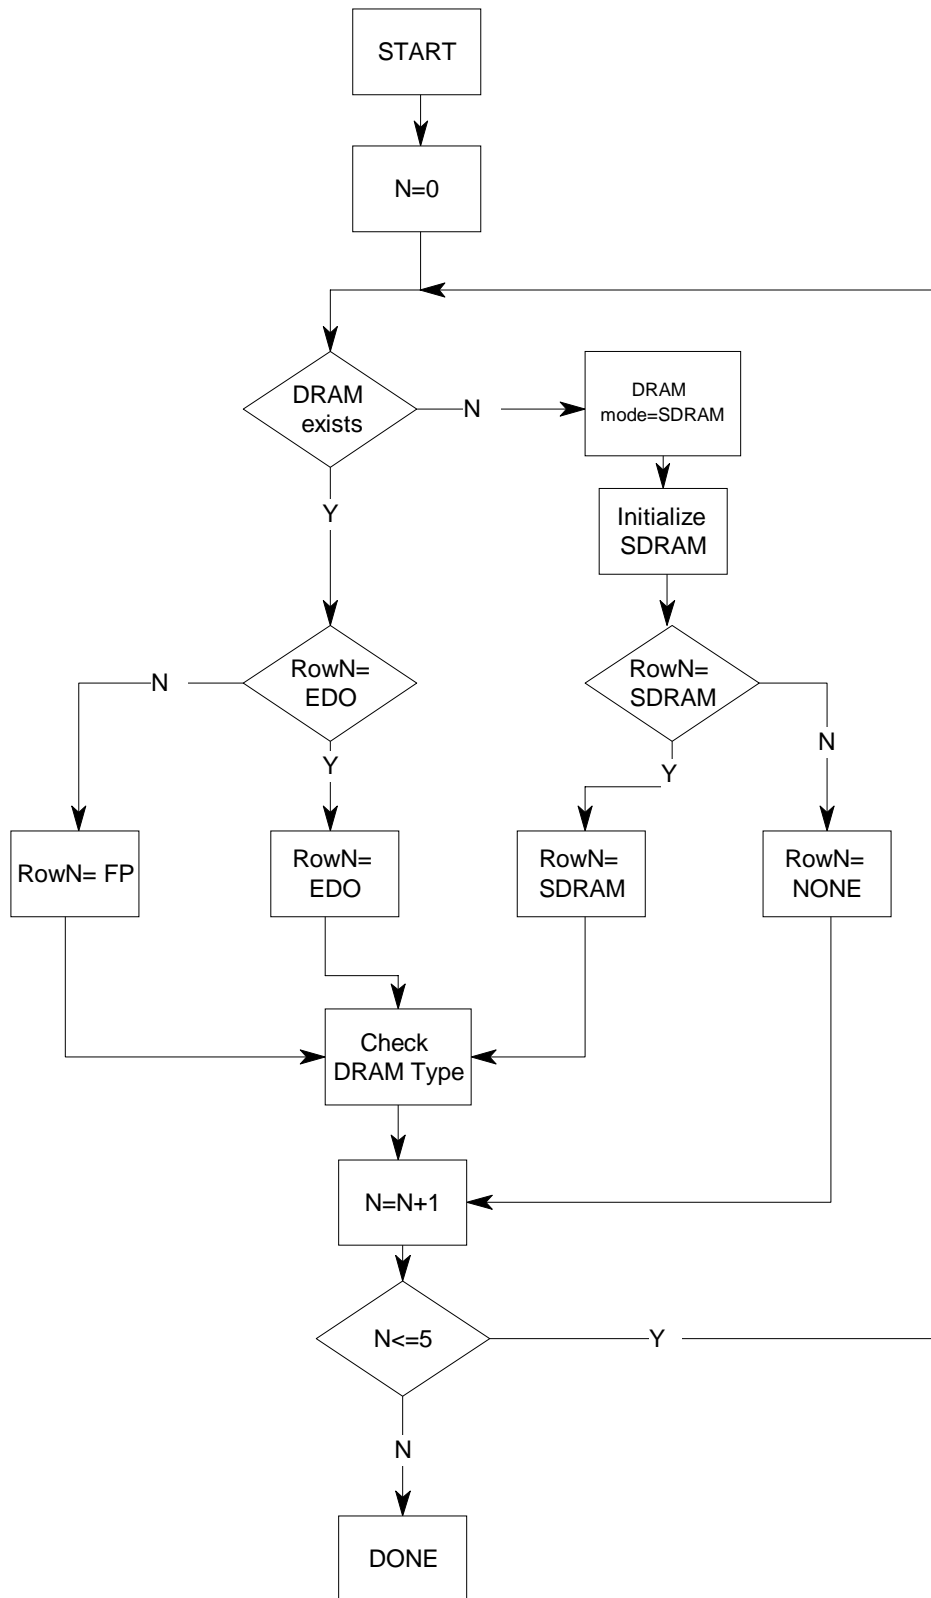 START
N=0
DRAM
exists
N
DRAM
mode=SDRAM
Y
Initialize
SDRAM
N
RowN=
EDO
RowN=
SDRAM
N
Y
Y
RowN= FP
RowN=
EDO
RowN=
SDRAM
RowN=
NONE
Check
DRAM Type
N=N+1
N<=5
Y
N
DONE